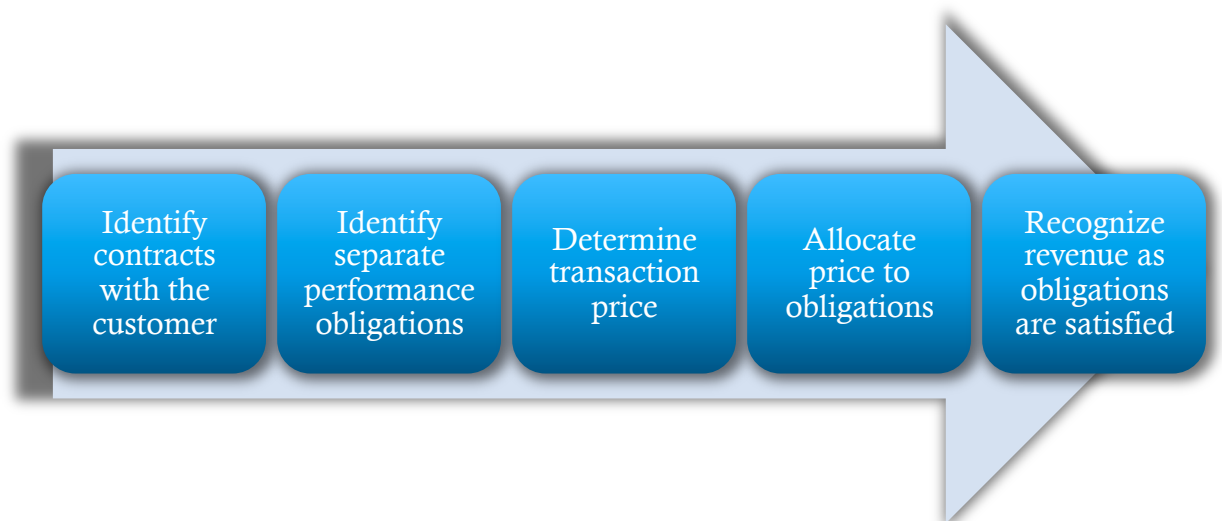 Identify
contracts
with the
customer
Identify
separate
performance
obligations
Determine
transaction
price
Allocate
price to
obligations
Recognize
revenue as
obligations
are satisfied